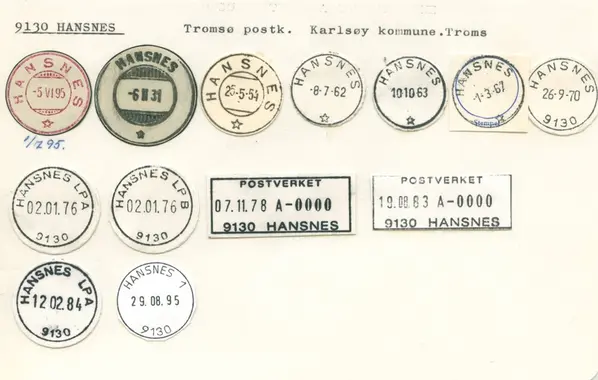 9130 HANSNES Tromsø postk. Karlsøy kommune.Troms
HANSNES
-5.VI.95
HANSNES
-6 III 31
HANSNES
25-5-54
HANSNES
-8-7-62
HANSNES
10.10.63
HANSNES
-1-3-67
HANSNES
26-9-70
9130
1/7 95.
HANSNES LPA
02.01.76
9130
HANSNES LPB
02.01.76
9130
POSTVERKET
07.11.78 A-0000
9130 HANSNES
POSTVERKET
19.08.83 A-0000
9130 HANSNES
HANSNES LPA
12 02.84
9130
HANSNES 1
29.08.95
9130